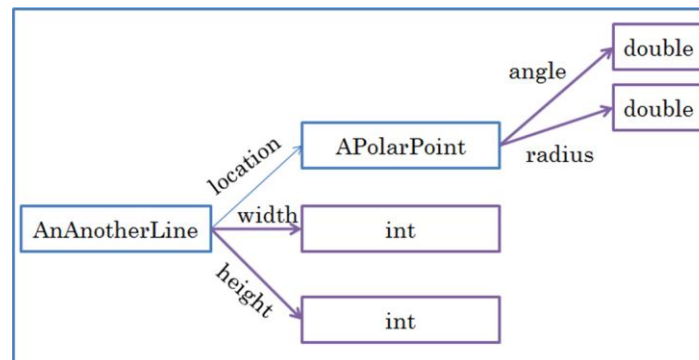 double
angle
double
APolarPoint
radius
location
width
AnAnotherLine
int
height
int